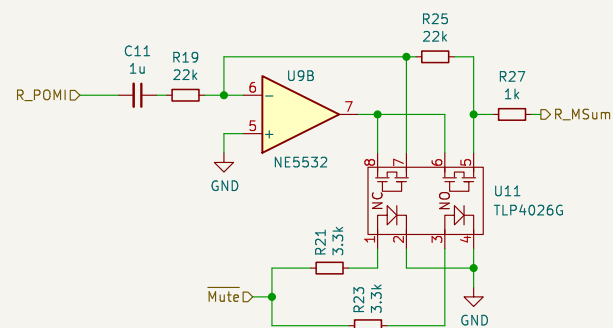 R25
22k
C11
1u
R19
22k
U9B
R27
1k
R_POMI
6
7
R_MSum
5
NE5532
GND
8
7
6
5
NC
NO
U11
TLP4026G
1
2
3
4
R21
3.3k
Mute
R23
3.3k
GND